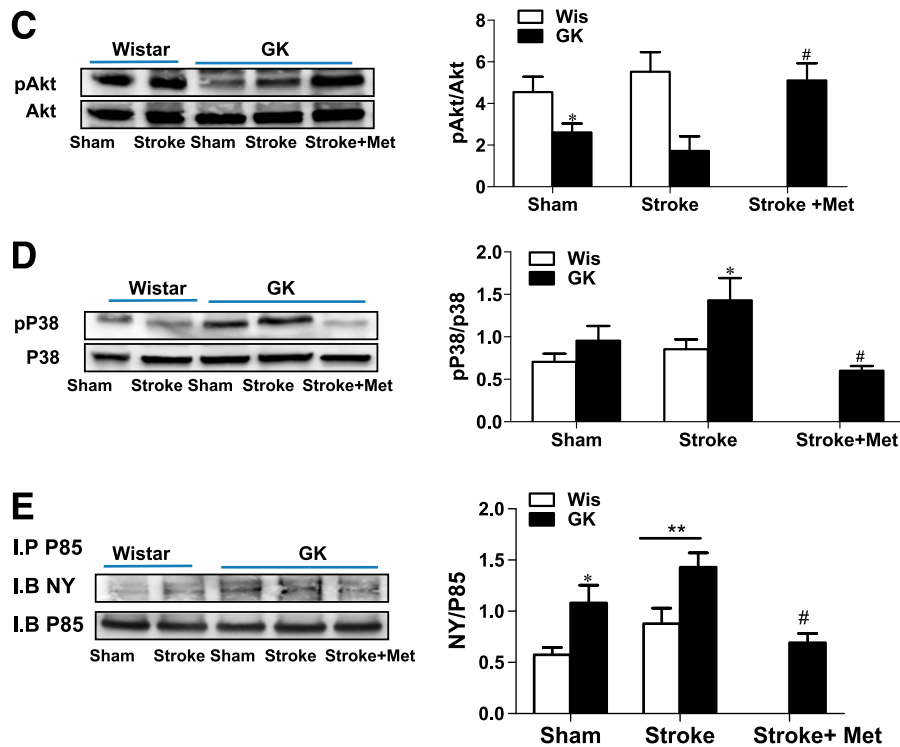 C
Wistar GK
pAkt
Akt
Sham Stroke Sham Stroke Stroke+Met
Wis
GK
pAkt/Akt
8
6
4
2
0
*
#
Sham Stroke Stroke +Met
D
Wistar GK
pP38
P38
Sham Stroke Sham Stroke Stroke+Met
Wis
GK
pP38/p38
2.0
1.5
1.0
0.5
0.0
*
#
Sham Stroke Stroke+Met
E
I.P P85
Wistar GK
I.B NY
I.B P85
Sham Stroke Sham Stroke Stroke+Met
Wis
GK
NY/P85
2.0
1.5
1.0
0.5
0.0
*
**
#
Sham Stroke Stroke+ Met